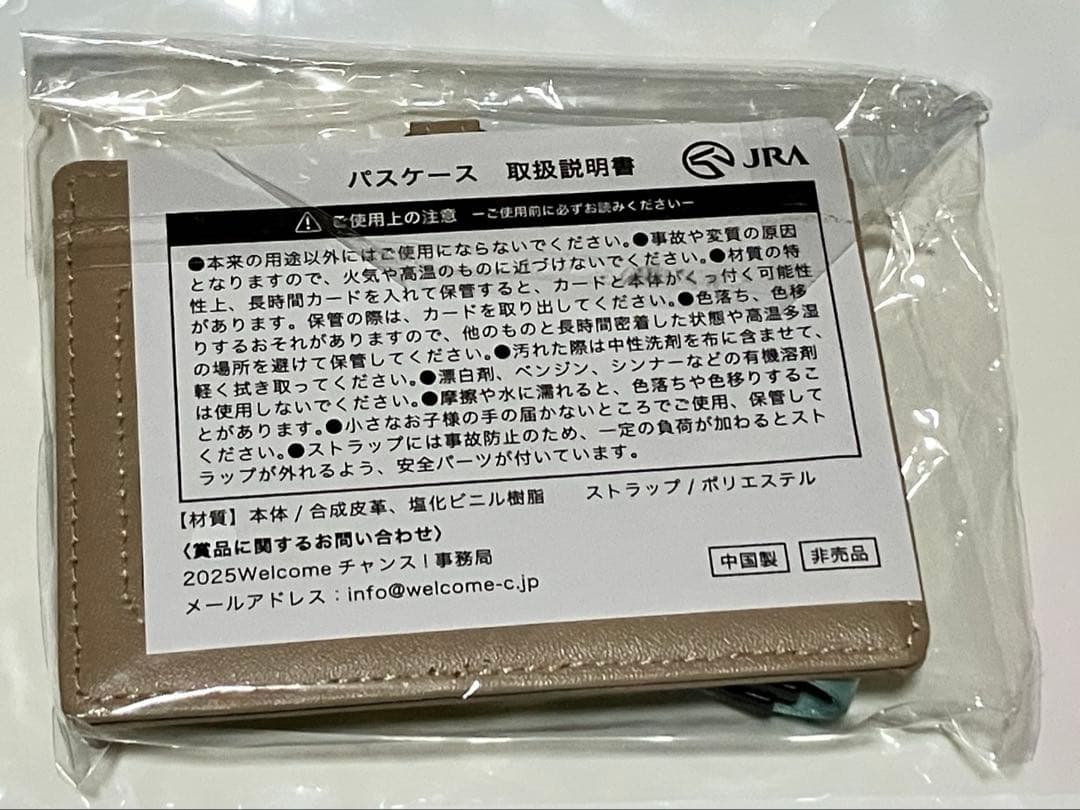 パスケース 取扱説明書 JRA
ご使用上の注意 ーご使用前に必ずお読みくださいー
●本来の用途以外にはご使用にならないでください。●事故や変質の原因
となりますので、火気や高温のものに近づけないでください。●材質の特
性上、長時間カードを入れて保管すると、カードと本体がくっ付く可能性
があります。保管の際は、カードを取り出してください。●色落ち、色移
りするおそれがありますので、他のものと長時間密着した状態や高温多湿
の場所を避けて保管してください。●汚れた際は中性洗剤を布に含ませて、
軽く拭き取ってください。●漂白剤、ベンジン、シンナーなどの有機溶剤
は使用しないでください。●摩擦や水に濡れると、色落ちや色移りするこ
とがあります。●小さなお子様の手の届かないところでご使用、保管して
ください。●ストラップには事故防止のため、一定の負荷が加わるとスト
ラップが外れるよう、安全パーツが付いています。
【材質】本体/合成皮革、塩化ビニル樹脂 ストラップ/ポリエステル
〈賞品に関するお問い合わせ〉
2025Welcomeチャンス!事務局
メールアドレス:info@welcome-c.jp
中国製 非売品